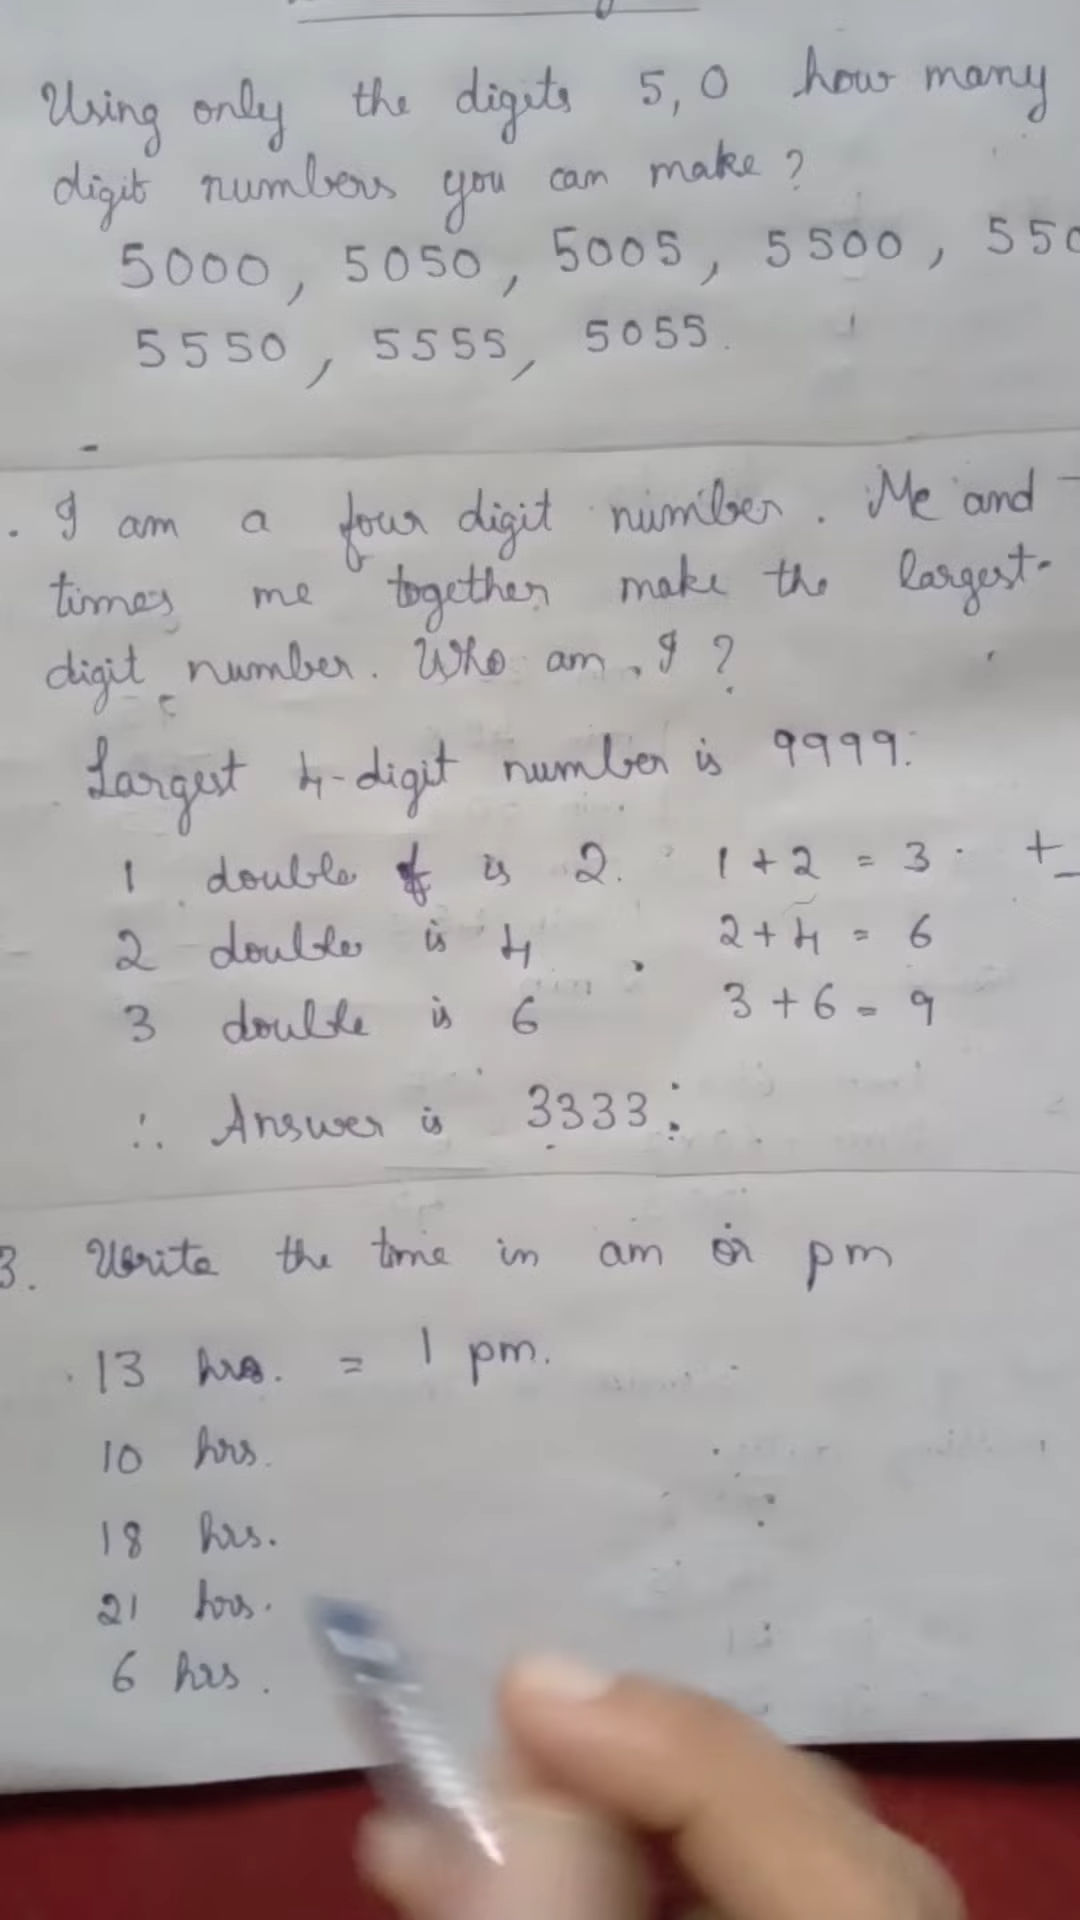 Using only the digits 5, 0 how many
digit numbers you can make?
5000, 5050, 5005, 5500, 550
5550, 5555, 5055.
. I am a four digit number. Me and
times me together make the largest
digit number. Who am I ?
Largest 4-digit number is 9999.
1 double is 2. 1 + 2 = 3. +
2 double is 4 2 + 4 = 6
3 double is 6 3 + 6 = 9
∴ Answer is 3333.
3. Write the time in am or pm
13 hrs. = 1 pm.
10 hrs.
18 hrs.
21 hrs.
6 hrs.